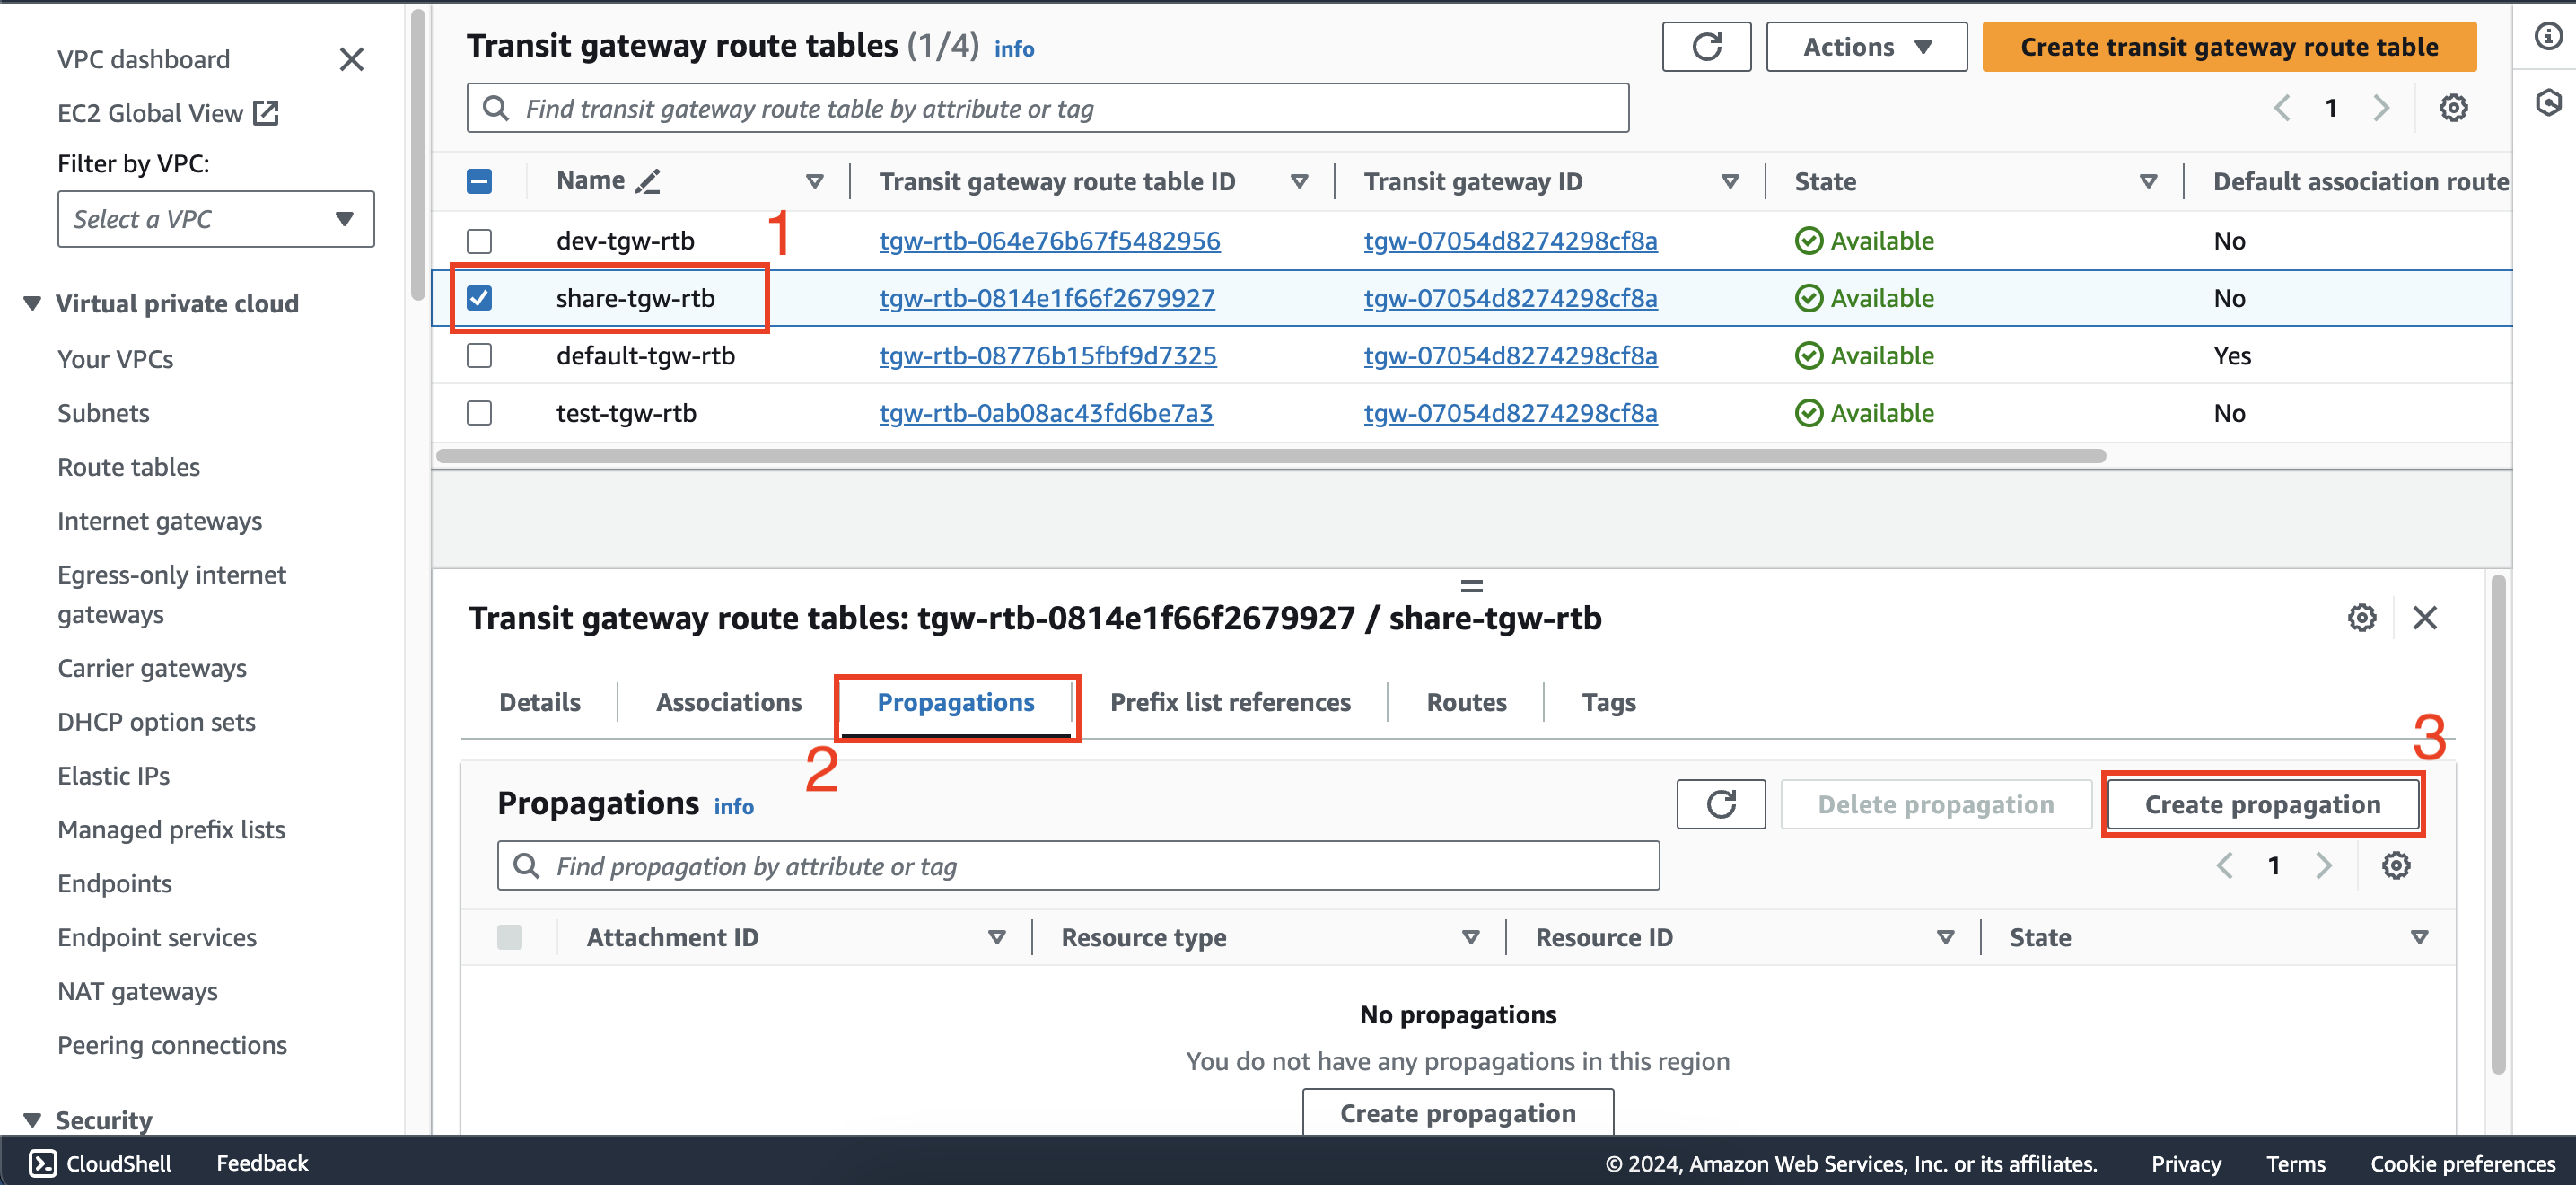 VPC dashboard
EC2 Global View
Filter by VPC:
Select a VPC
Virtual private cloud
Your VPCs
Subnets
Route tables
Internet gateways
Egress-only internet
gateways
Carrier gateways
DHCP option sets
Elastic IPs
Managed prefix lists
Endpoints
Endpoint services
NAT gateways
Peering connections
Security
Transit gateway route tables (1/4) info
Actions
Create transit gateway route table
Find transit gateway route table by attribute or tag
1
Name Transit gateway route table ID Transit gateway ID State Default association route
1
dev-tgw-rtb tgw-rtb-064e76b67f5482956 tgw-07054d8274298cf8a Available No
share-tgw-rtb tgw-rtb-0814e1f66f2679927 tgw-07054d8274298cf8a Available No
default-tgw-rtb tgw-rtb-08776b15fbf9d7325 tgw-07054d8274298cf8a Available Yes
test-tgw-rtb tgw-rtb-0ab08ac43fd6be7a3 tgw-07054d8274298cf8a Available No
Transit gateway route tables: tgw-rtb-0814e1f66f2679927 / share-tgw-rtb
Details Associations Propagations Prefix list references Routes Tags
2
3
Propagations info
Delete propagation
Create propagation
Find propagation by attribute or tag
1
Attachment ID Resource type Resource ID State
No propagations
You do not have any propagations in this region
Create propagation
CloudShell Feedback © 2024, Amazon Web Services, Inc. or its affiliates. Privacy Terms Cookie preferences